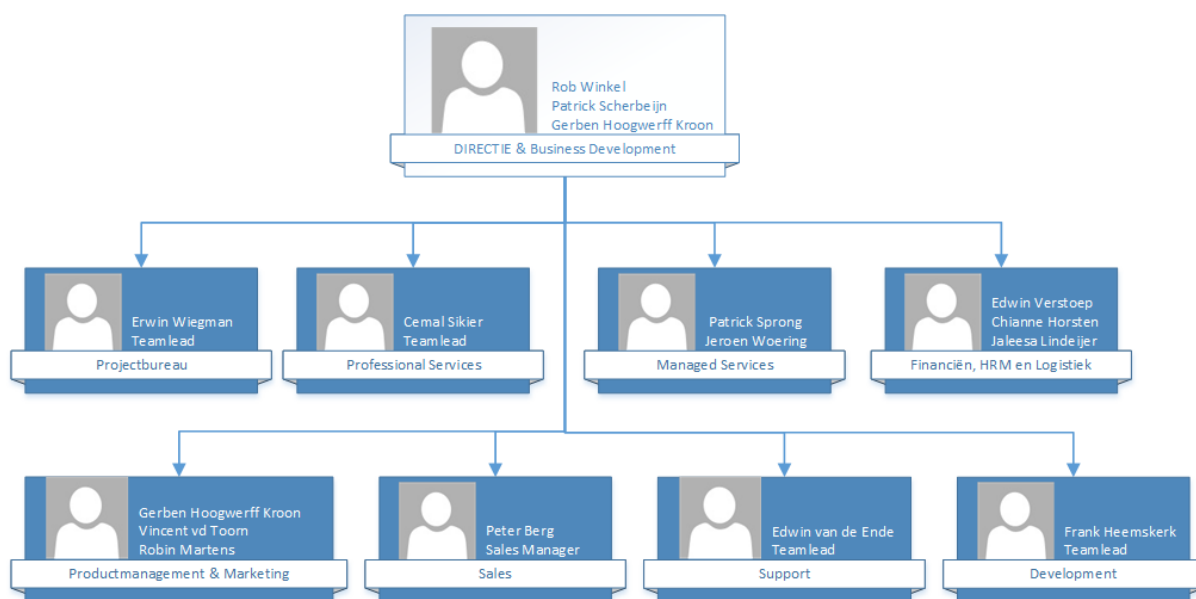 Rob Winkel
Patrick Scherbeijn
Gerben Hoogwerff Kroon
DIRECTIE & Business Development
Erwin Wiegman
Teamlead
Projectbureau
Cemal Sikier
Teamlead
Professional Services
Patrick Sprong
Jeroen Woering
Managed Services
Edwin Verstoep
Chianne Horsten
Jaleesa Lindeijer
Financiën, HRM en Logistiek
Gerben Hoogwerff Kroon
Vincent vd Toorn
Robin Martens
Productmanagement & Marketing
Peter Berg
Sales Manager
Sales
Edwin van de Ende
Teamlead
Support
Frank Heemskerk
Teamlead
Development